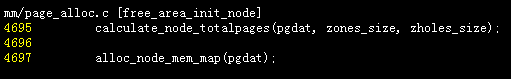 mm/page_alloc.c [free_area_init_node]
4695 calculate_node_totalpages(pgdat, zones_size, zholes_size);
4696
4697 alloc_node_mem_map(pgdat);